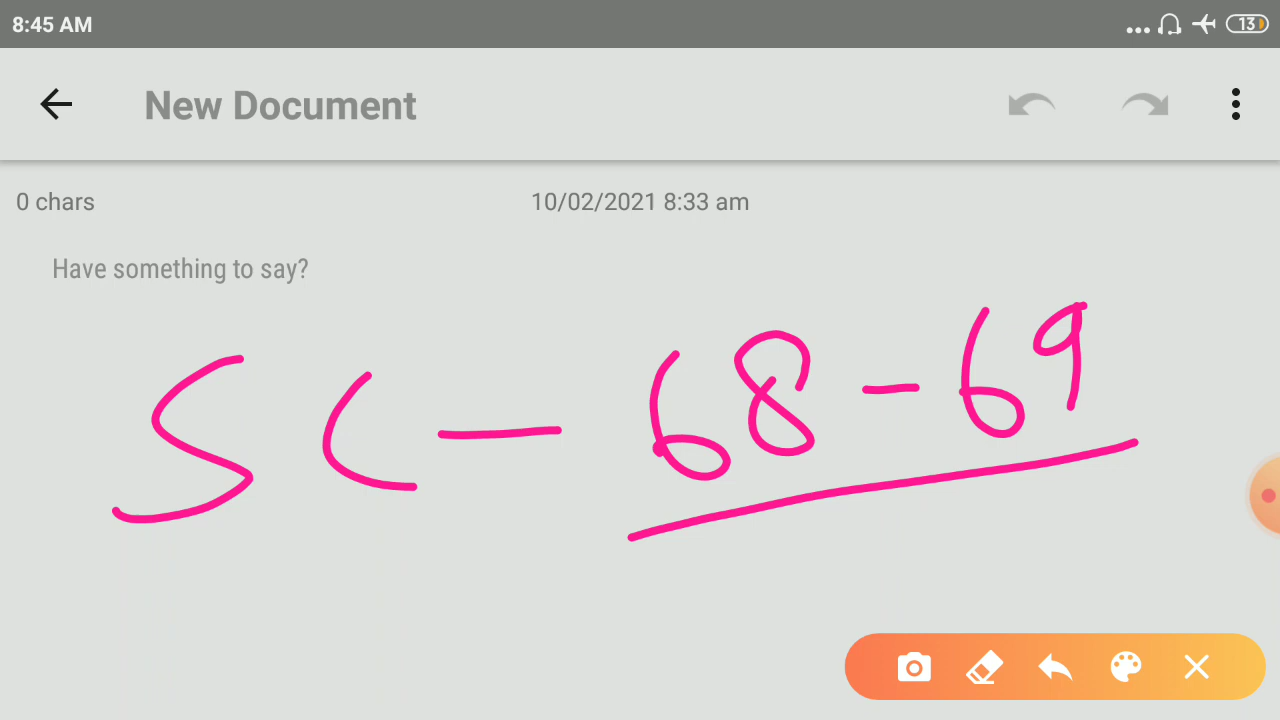 8:45 AM
13
New Document
0 chars
10/02/2021 8:33 am
Have something to say?
SC - 68 - 69